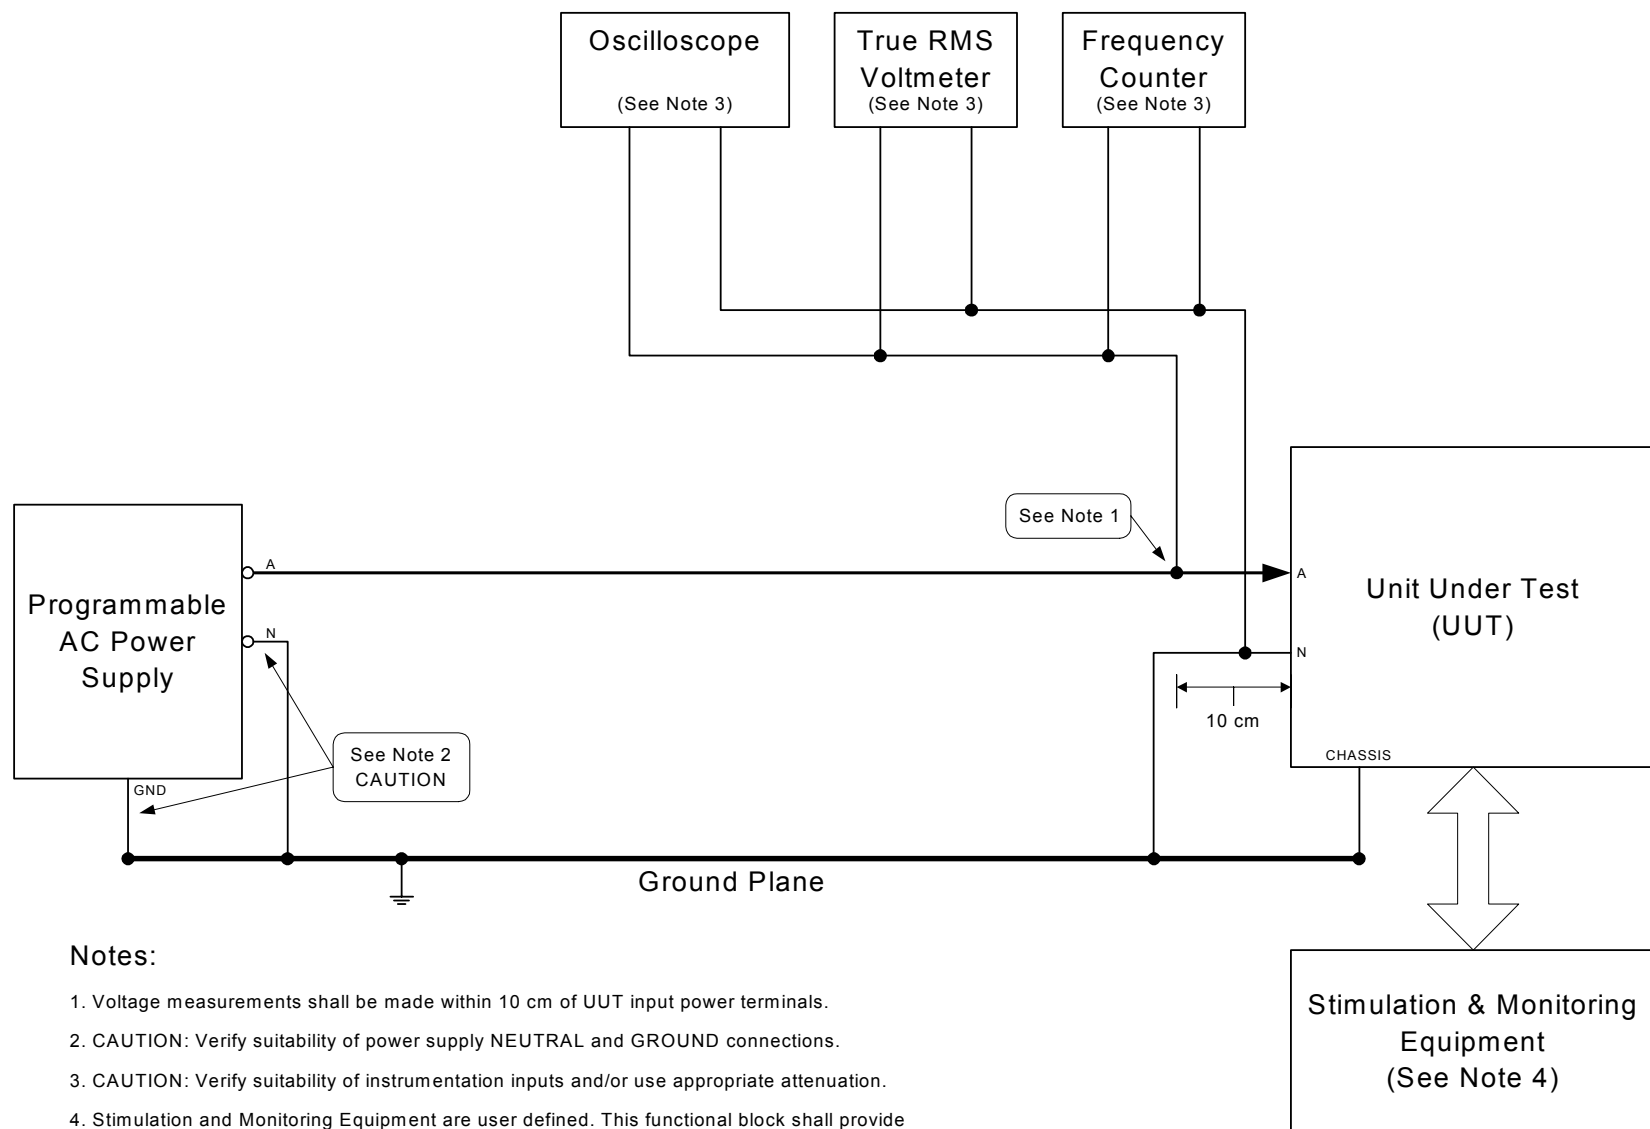 Oscilloscope
(See Note 3)
True RMS
Voltmeter
(See Note 3)
Frequency
Counter
(See Note 3)
See Note 1
Programmable
AC Power
Supply
A
N
GND
See Note 2
CAUTION
A
N
Unit Under Test
(UUT)
10 cm
CHASSIS
Ground Plane
Notes:
1. Voltage measurements shall be made within 10 cm of UUT input power terminals.
2. CAUTION: Verify suitability of power supply NEUTRAL and GROUND connections.
3. CAUTION: Verify suitability of instrumentation inputs and/or use appropriate attenuation.
4. Stimulation and Monitoring Equipment are user defined. This functional block shall provide
Stimulation & Monitoring
Equipment
(See Note 4)